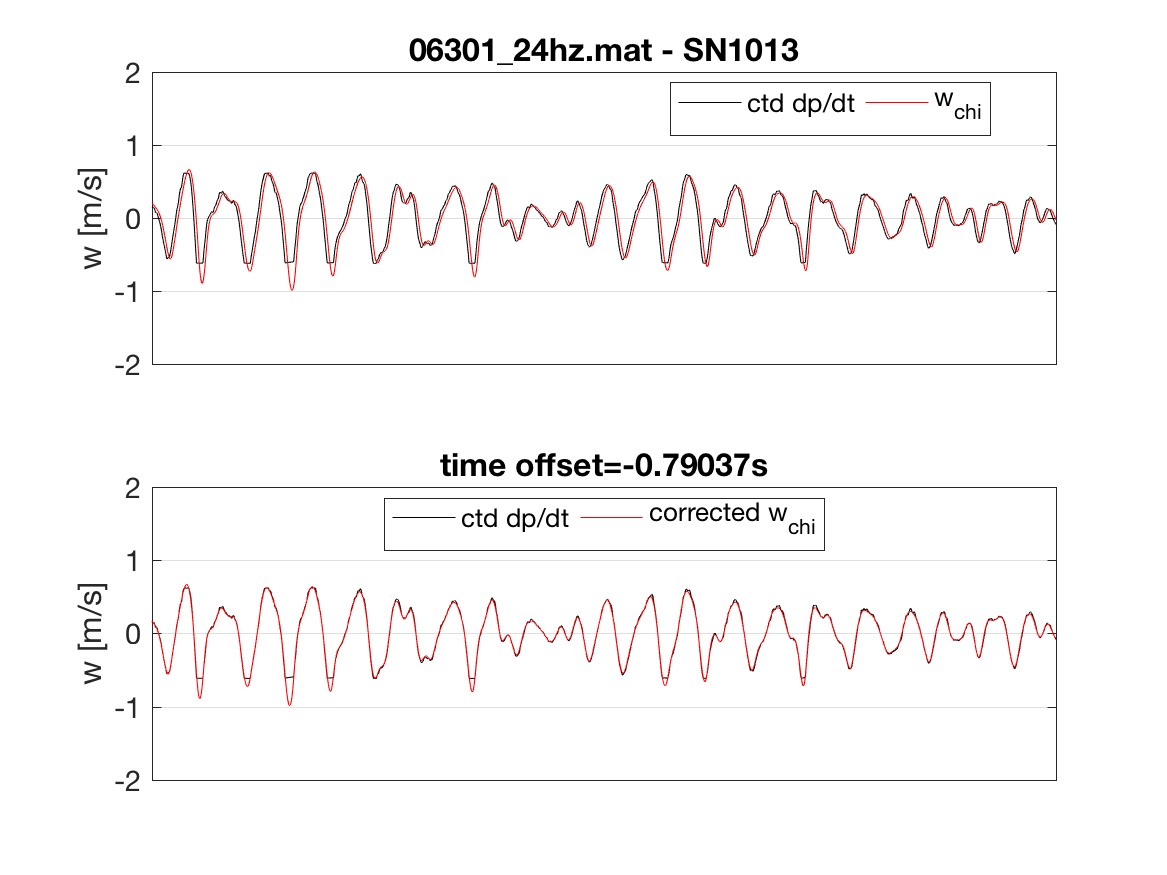 06301_24hz.mat - SN1013
ctd dp/dt w_chi
2
1
0
-1
-2
w [m/s]
time offset=-0.79037s
ctd dp/dt corrected w_chi
2
1
0
-1
-2
w [m/s]